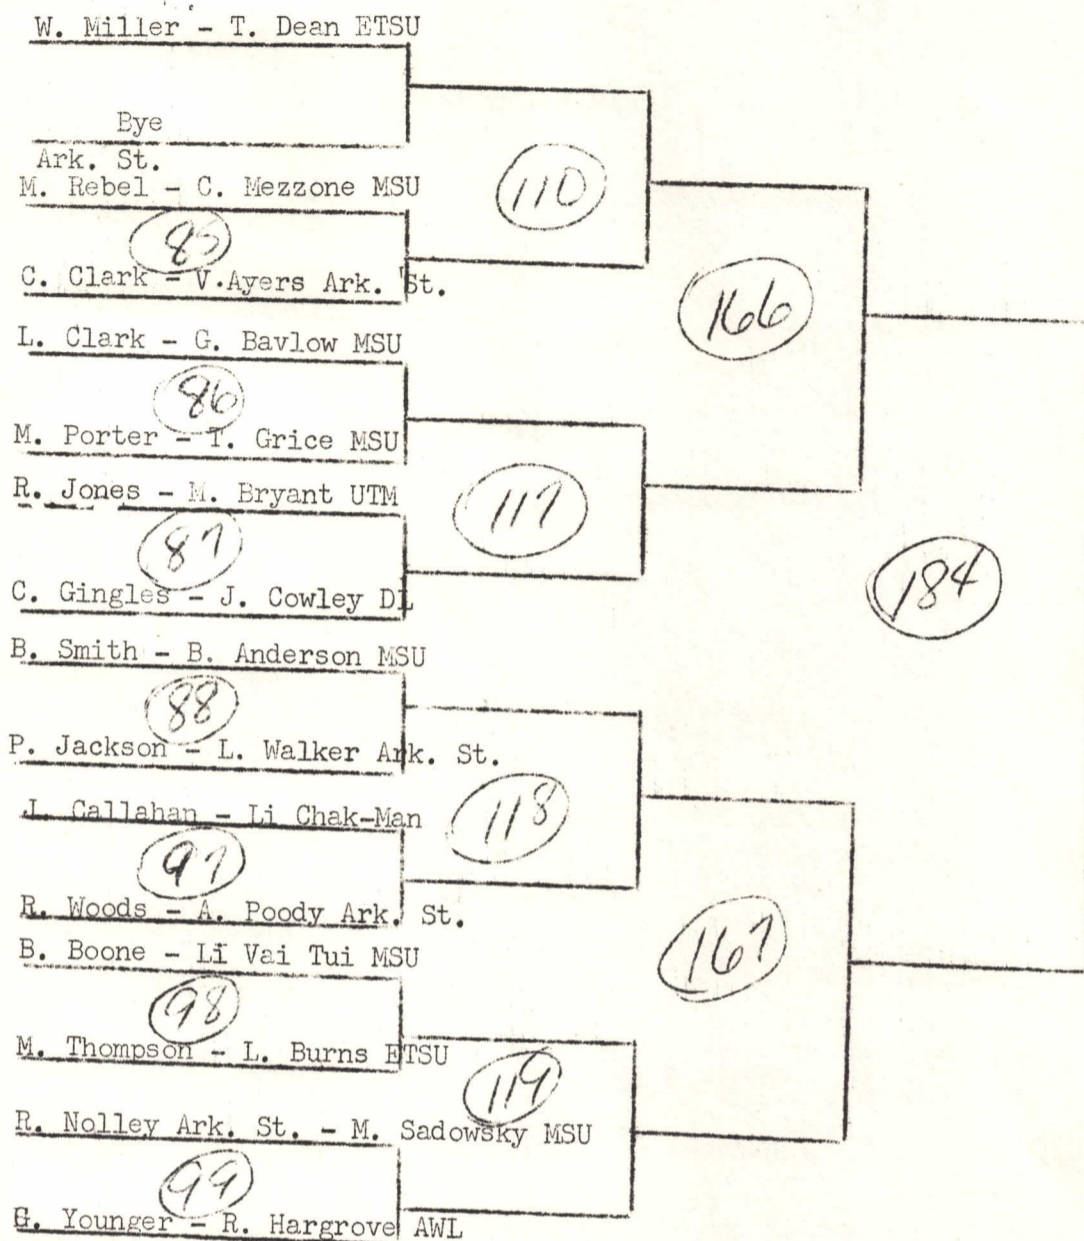 W. Miller - T. Dean ETSU
Bye
Ark. St.
M. Rebel - C. Mezzone MSU
85
C. Clark - V.Ayers Ark. St.
110
166
L. Clark - G. Bavlow MSU
86
M. Porter - T. Grice MSU
R. Jones - M. Bryant UTM
117
87
C. Gingles - J. Cowley DL
184
B. Smith - B. Anderson MSU
88
P. Jackson - L. Walker Ark. St.
J. Callahan - Li Chak-Man
118
97
R. Woods - A. Poody Ark. St.
B. Boone - Li Vai Tui MSU
167
98
M. Thompson - L. Burns ETSU
119
R. Nolley Ark. St. - M. Sadowsky MSU
99
G. Younger - R. Hargrove AWL